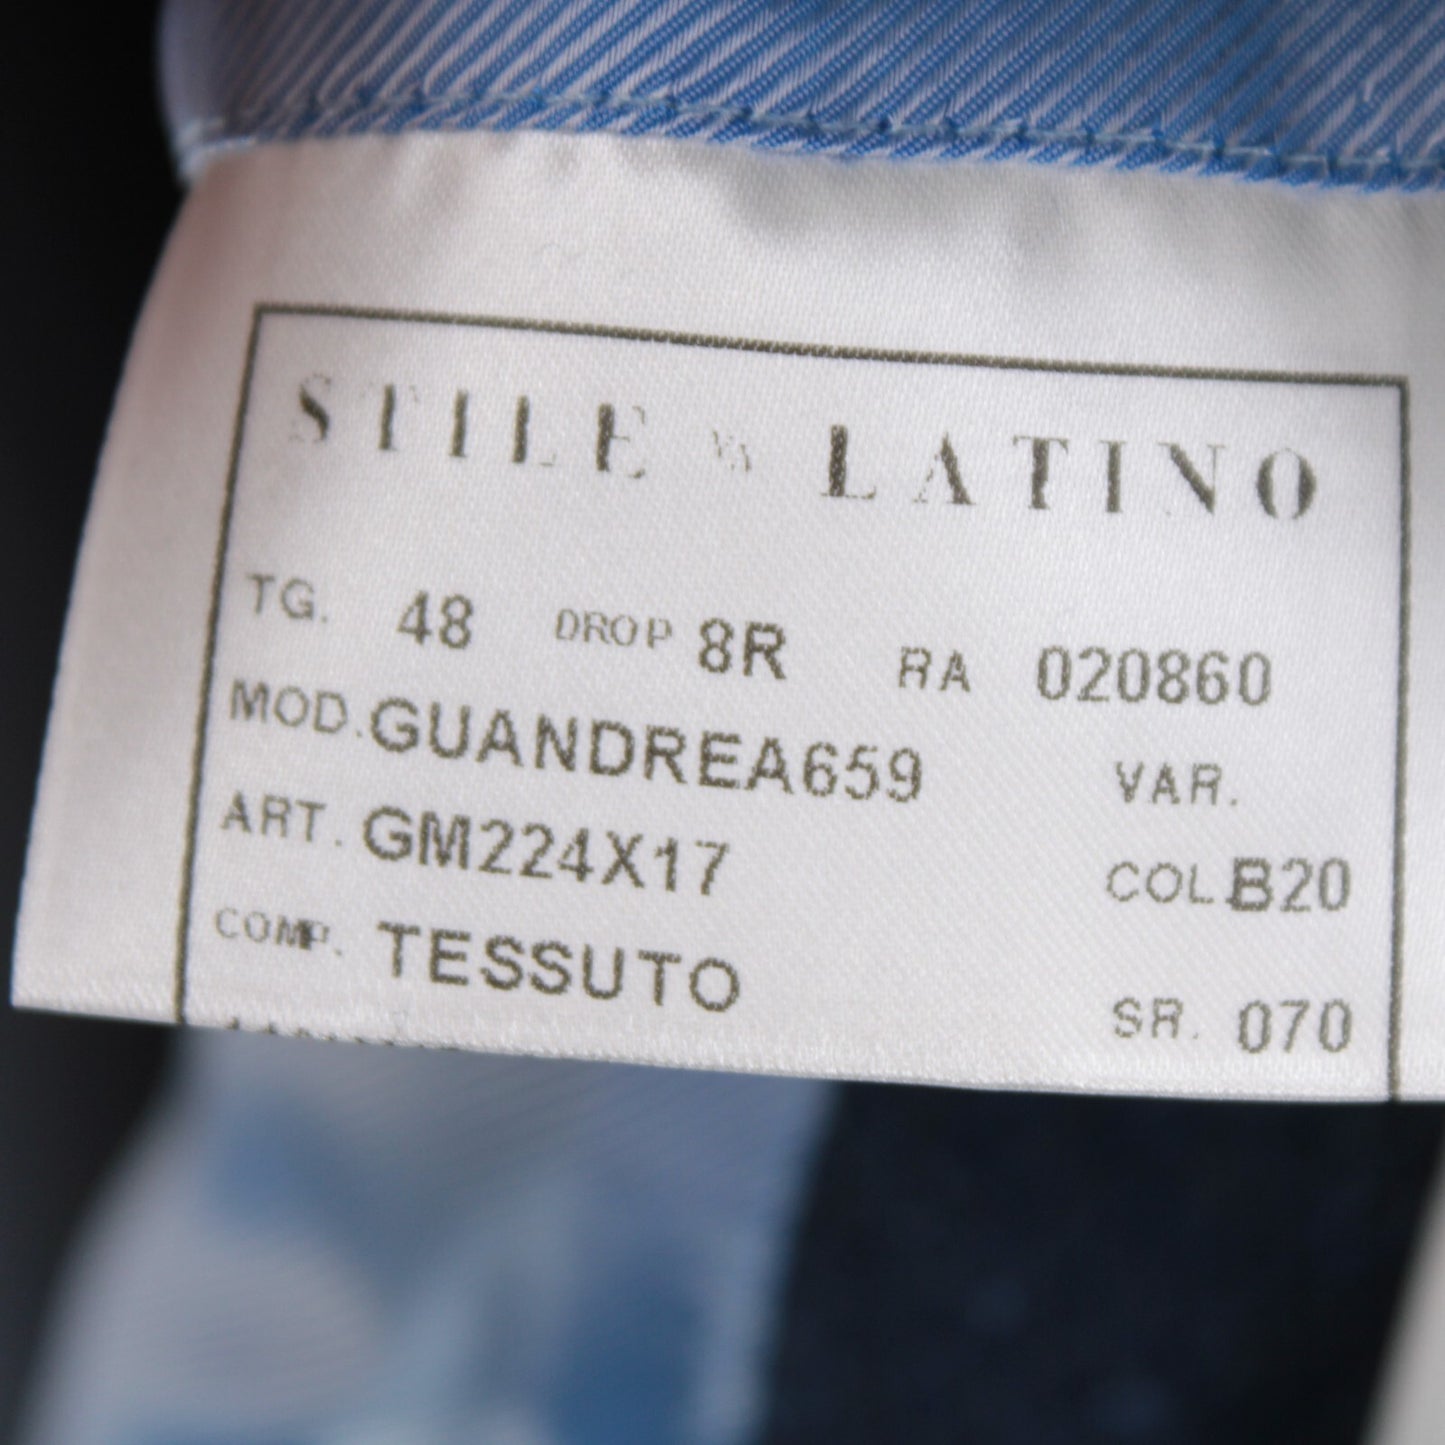 STILE LATINO
TG. 48 DROP 8R RA 020860
MOD. GUANDREA659 VAR.
ART. GM224X17 COL. B20
COMP. TESSUTO SR. 070